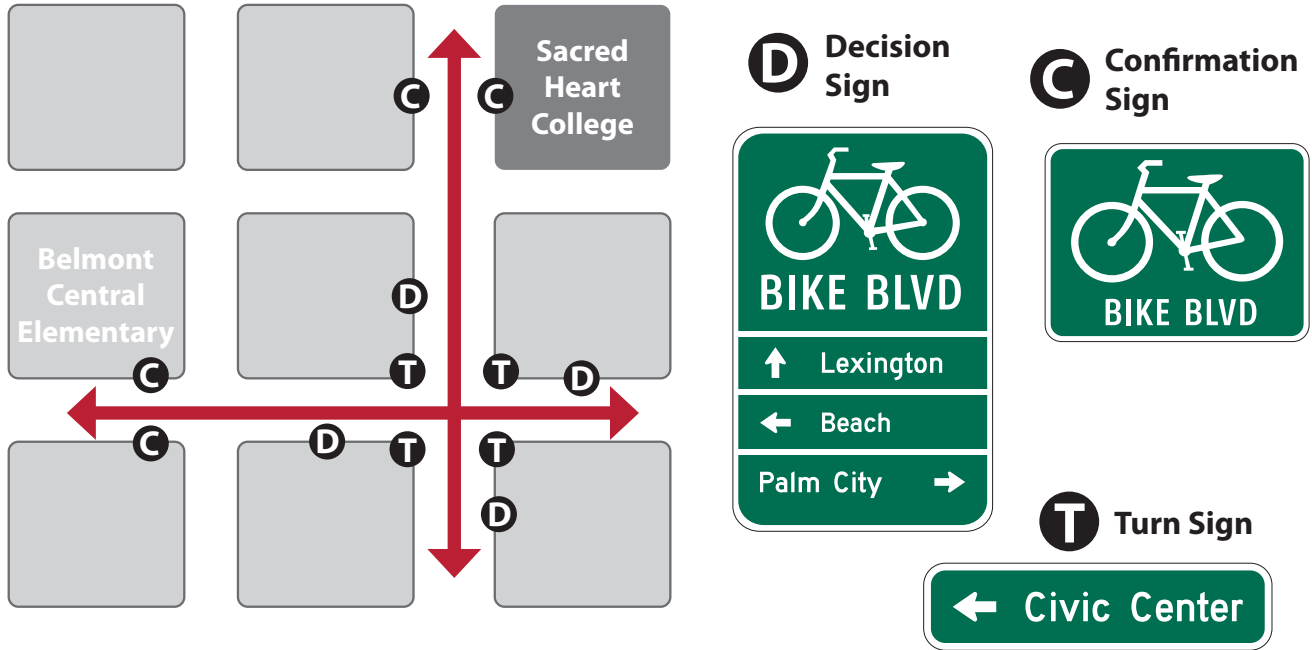 C
C
Sacred
Heart
College
Belmont
Central
Elementary
D
C
T
T
D
C
D
T
T
D
D
Decision
Sign
BIKE BLVD
Lexington
Beach
Palm City
C
Confirmation
Sign
BIKE BLVD
T
Turn Sign
Civic Center